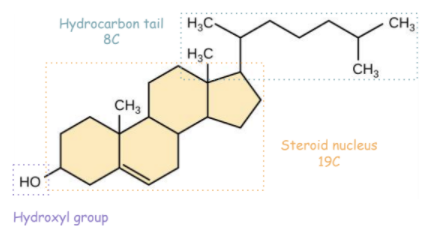 Hydrocarbon tail
8C
H₃C
CH₃
H₃C
CH₃
CH₃
Steroid nucleus
19C
HO
Hydroxyl group